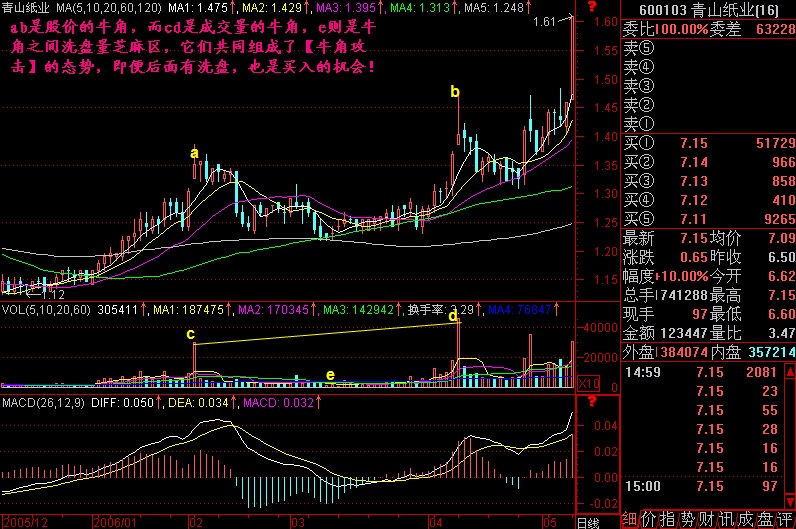 青山纸业 MA(5,10,20,60,120) MA1: 1.475↑, MA2: 1.429↑, MA3: 1.395↑, MA4: 1.313↑, MA5: 1.248↑
ab是股价的牛角，而cd是成交量的牛角，e则是牛
角之间洗盘量芝麻区，它们共同组成了【牛角攻
击】的态势，即便后面有洗盘，也是买入的机会！
1.61
?
1.60
1.55
1.50
1.45
1.40
1.35
1.30
1.25
1.20
1.15
a
b
1.12
VOL(5,10,20,60) 305411↑, MA1: 187475↑, MA2: 170345↑, MA3: 142942↑, 换手率: 3.29↑, MA4: 76847↑
c
d
e
40000
20000
X10
0
MACD(26,12,9) DIFF: 0.050↑, DEA: 0.034↑, MACD: 0.032↑
?
0.04
0.02
0.00
-0.02
2005/12
2006/01
02
03
04
05
日线
600103 青山纸业(16)
委比100.00% 委差 63228
卖⑤
卖④
卖③
卖②
卖①
买① 7.15 51729
买② 7.14 966
买③ 7.13 858
买④ 7.12 410
买⑤ 7.11 9265
最新 7.15 均价 7.09
涨跌 0.65 昨收 6.50
幅度 10.00% 今开 6.62
总手 741288 最高 7.15
现手 97 最低 6.60
金额 123447 量比 3.47
外盘 384074 内盘 357214
14:59 7.15 2081
7.15 23
7.15 55
7.15 28
7.15 16
7.15 16
15:00 7.15 97
细价指势财讯成盘评